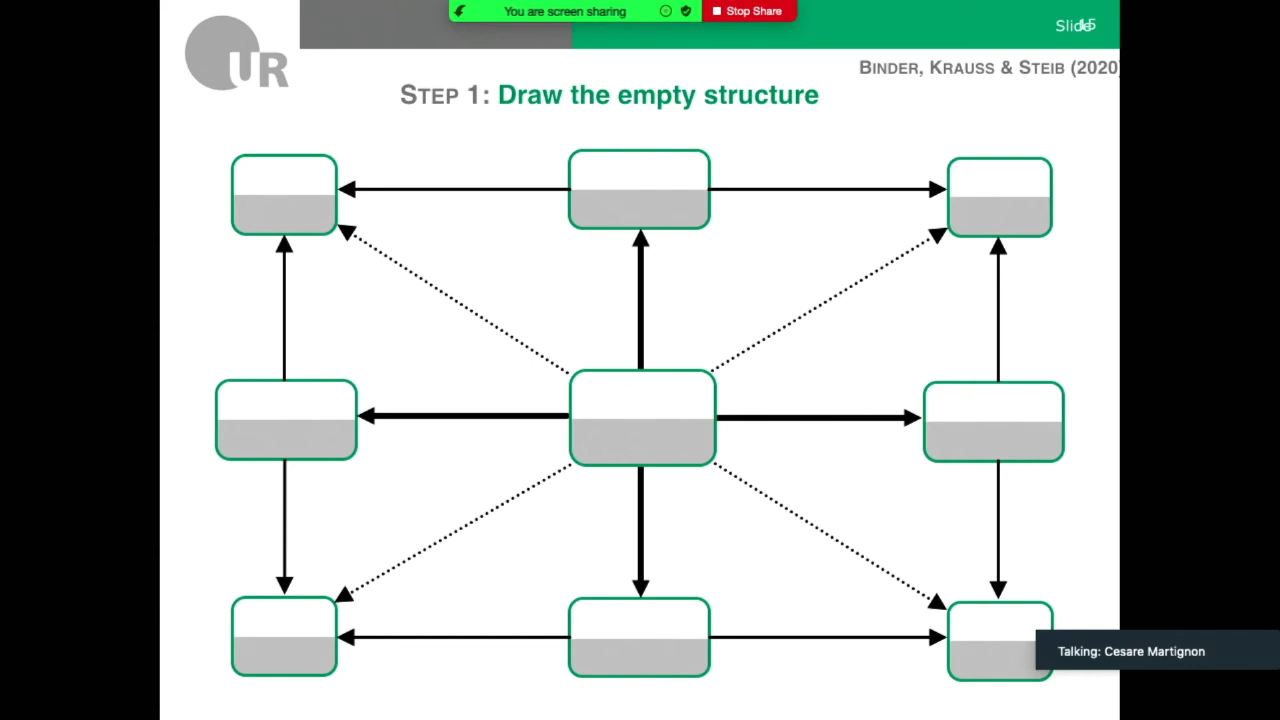 You are screen sharing
Stop Share
Slide
UR
BINDER, KRAUSS & STEIB (2020
STEP 1: Draw the empty structure
Talking: Cesare Martignon